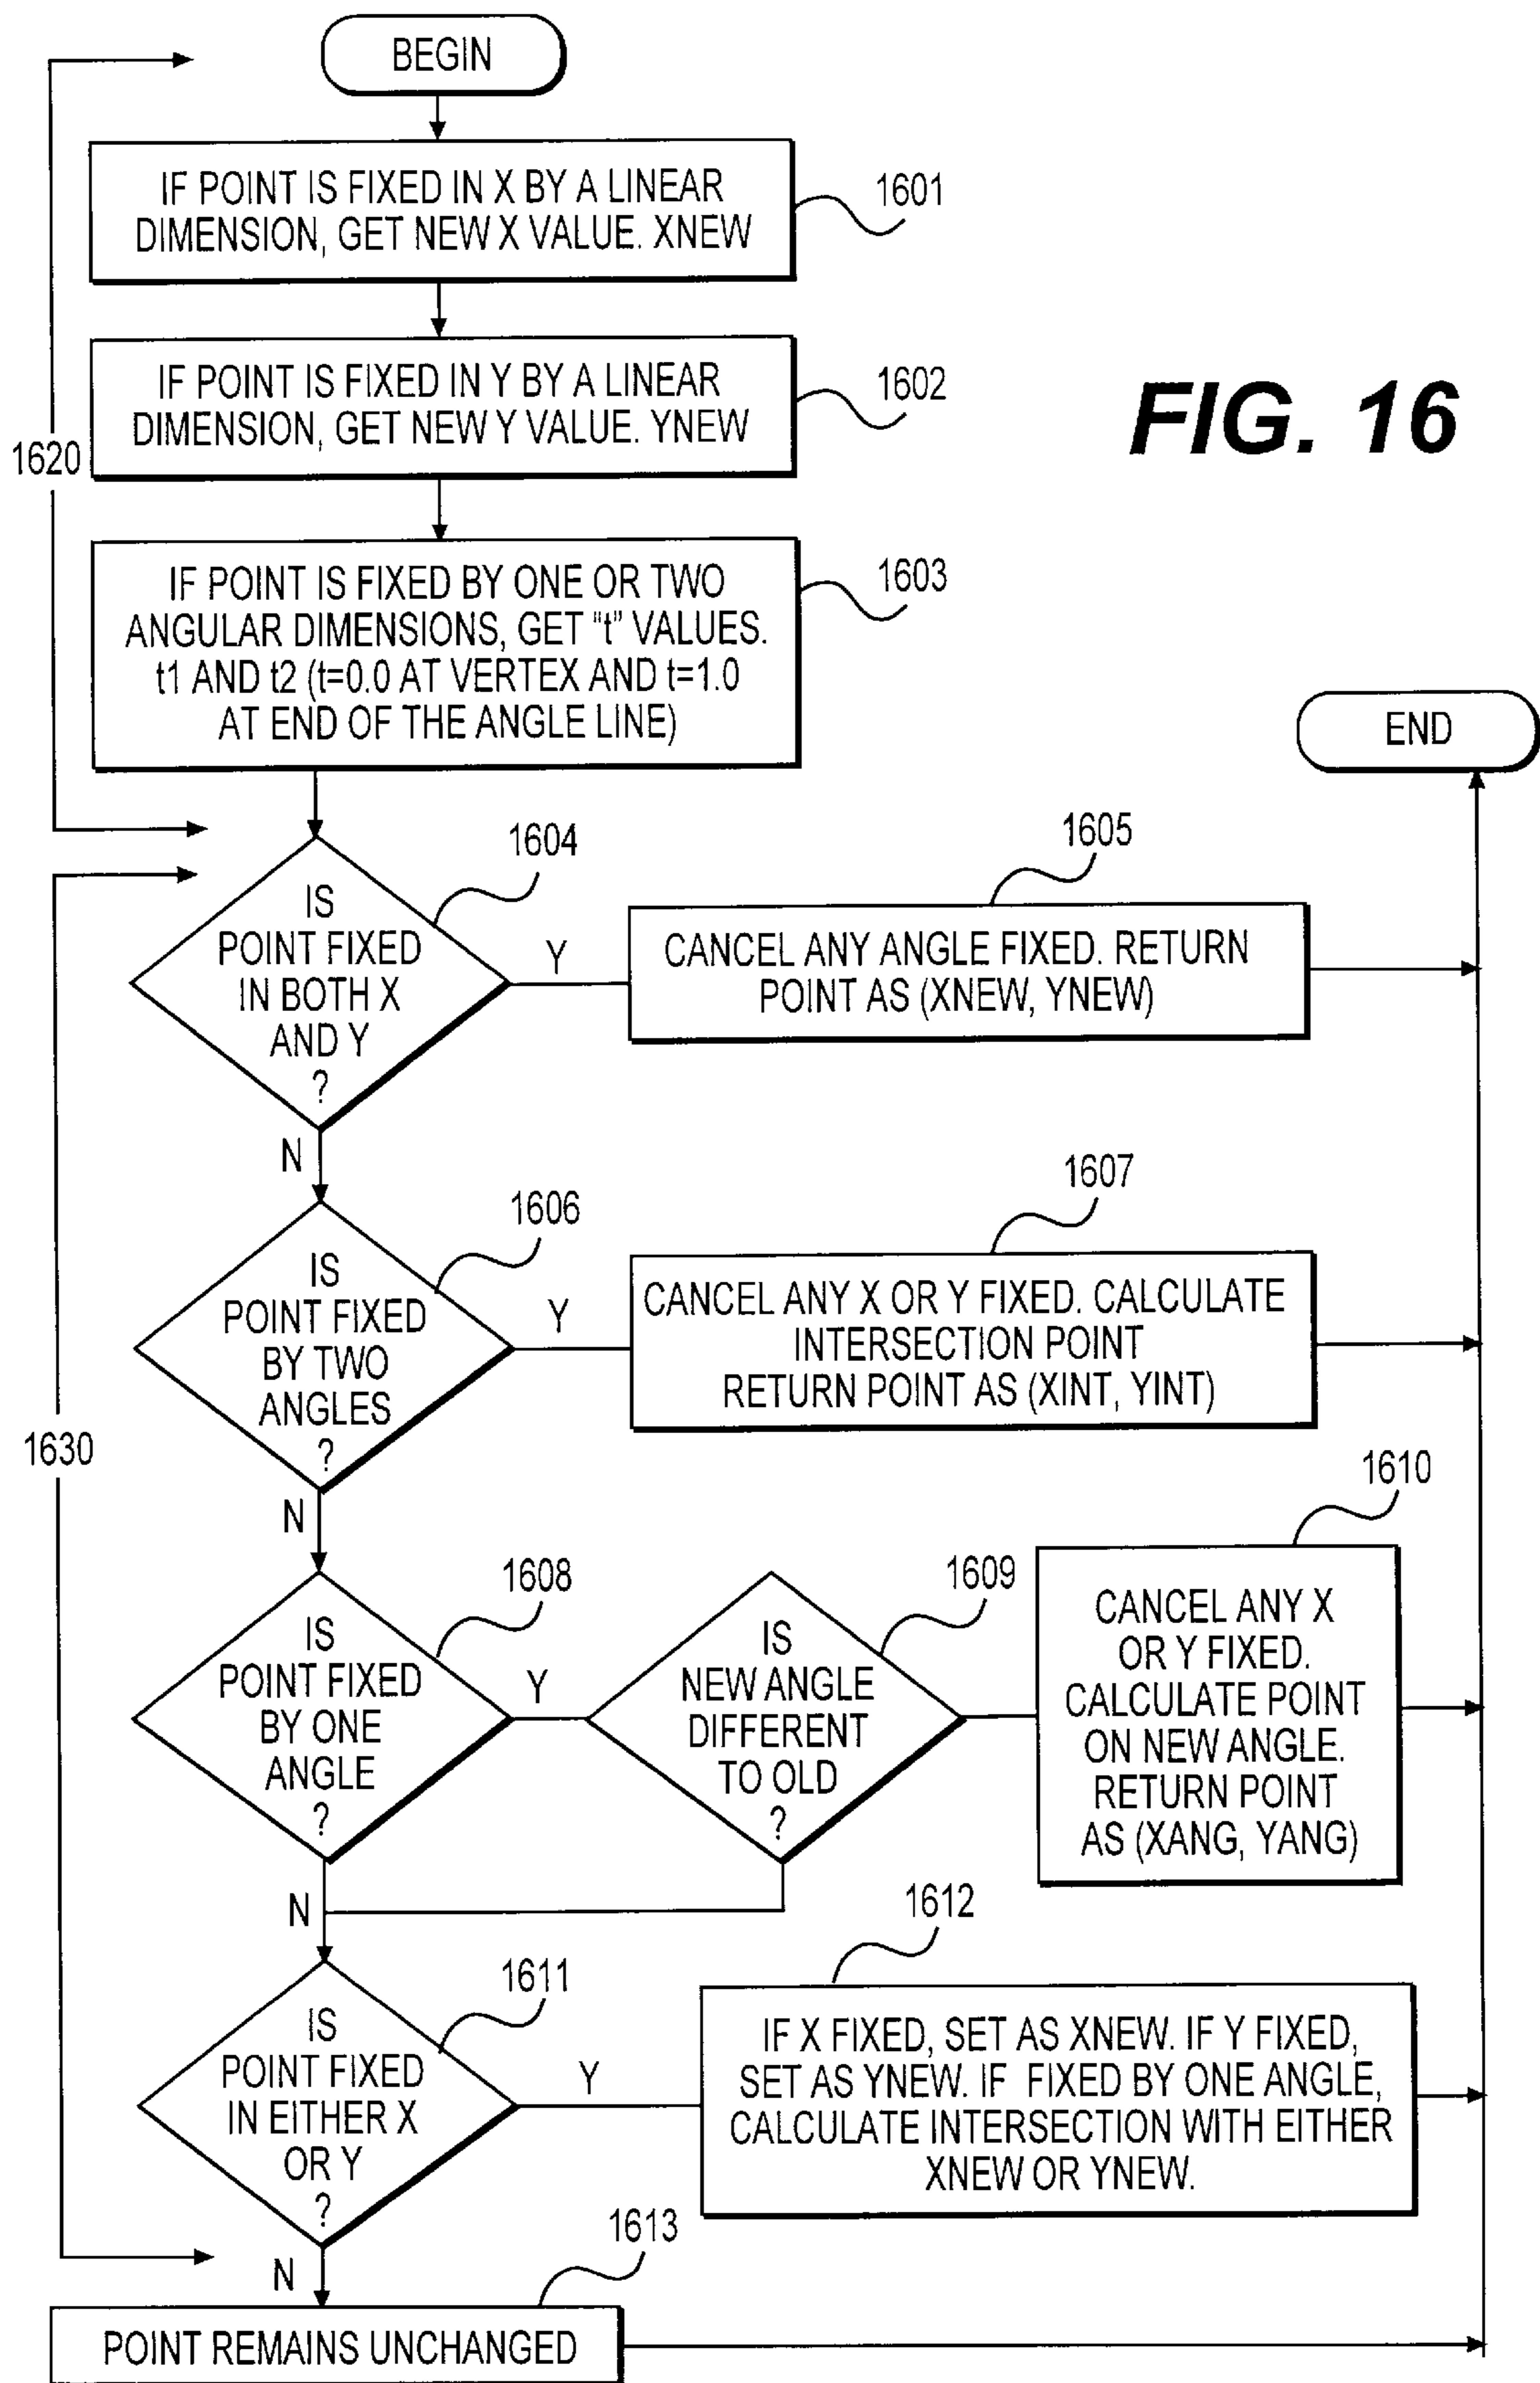 BEGIN
IF POINT IS FIXED IN X BY A LINEAR
DIMENSION, GET NEW X VALUE. XNEW
1601
IF POINT IS FIXED IN Y BY A LINEAR
DIMENSION, GET NEW Y VALUE. YNEW
1602
FIG. 16
1620
IF POINT IS FIXED BY ONE OR TWO
ANGULAR DIMENSIONS, GET "t" VALUES.
t1 AND t2 (t=0.0 AT VERTEX AND t=1.0
AT END OF THE ANGLE LINE)
1603
END
IS
POINT FIXED
IN BOTH X
AND Y
?
1604
Y
N
CANCEL ANY ANGLE FIXED. RETURN
POINT AS (XNEW, YNEW)
1605
IS
POINT FIXED
BY TWO
ANGLES
?
1606
Y
N
CANCEL ANY X OR Y FIXED. CALCULATE
INTERSECTION POINT
RETURN POINT AS (XINT, YINT)
1607
1630
IS
POINT FIXED
BY ONE
ANGLE
?
1608
Y
N
IS
NEW ANGLE
DIFFERENT
TO OLD
?
1609
CANCEL ANY X
OR Y FIXED.
CALCULATE POINT
ON NEW ANGLE.
RETURN POINT
AS (XANG, YANG)
1610
IS
POINT FIXED
IN EITHER X
OR Y
?
1611
Y
N
IF X FIXED, SET AS XNEW. IF Y FIXED,
SET AS YNEW. IF FIXED BY ONE ANGLE,
CALCULATE INTERSECTION WITH EITHER
XNEW OR YNEW.
1612
POINT REMAINS UNCHANGED
1613